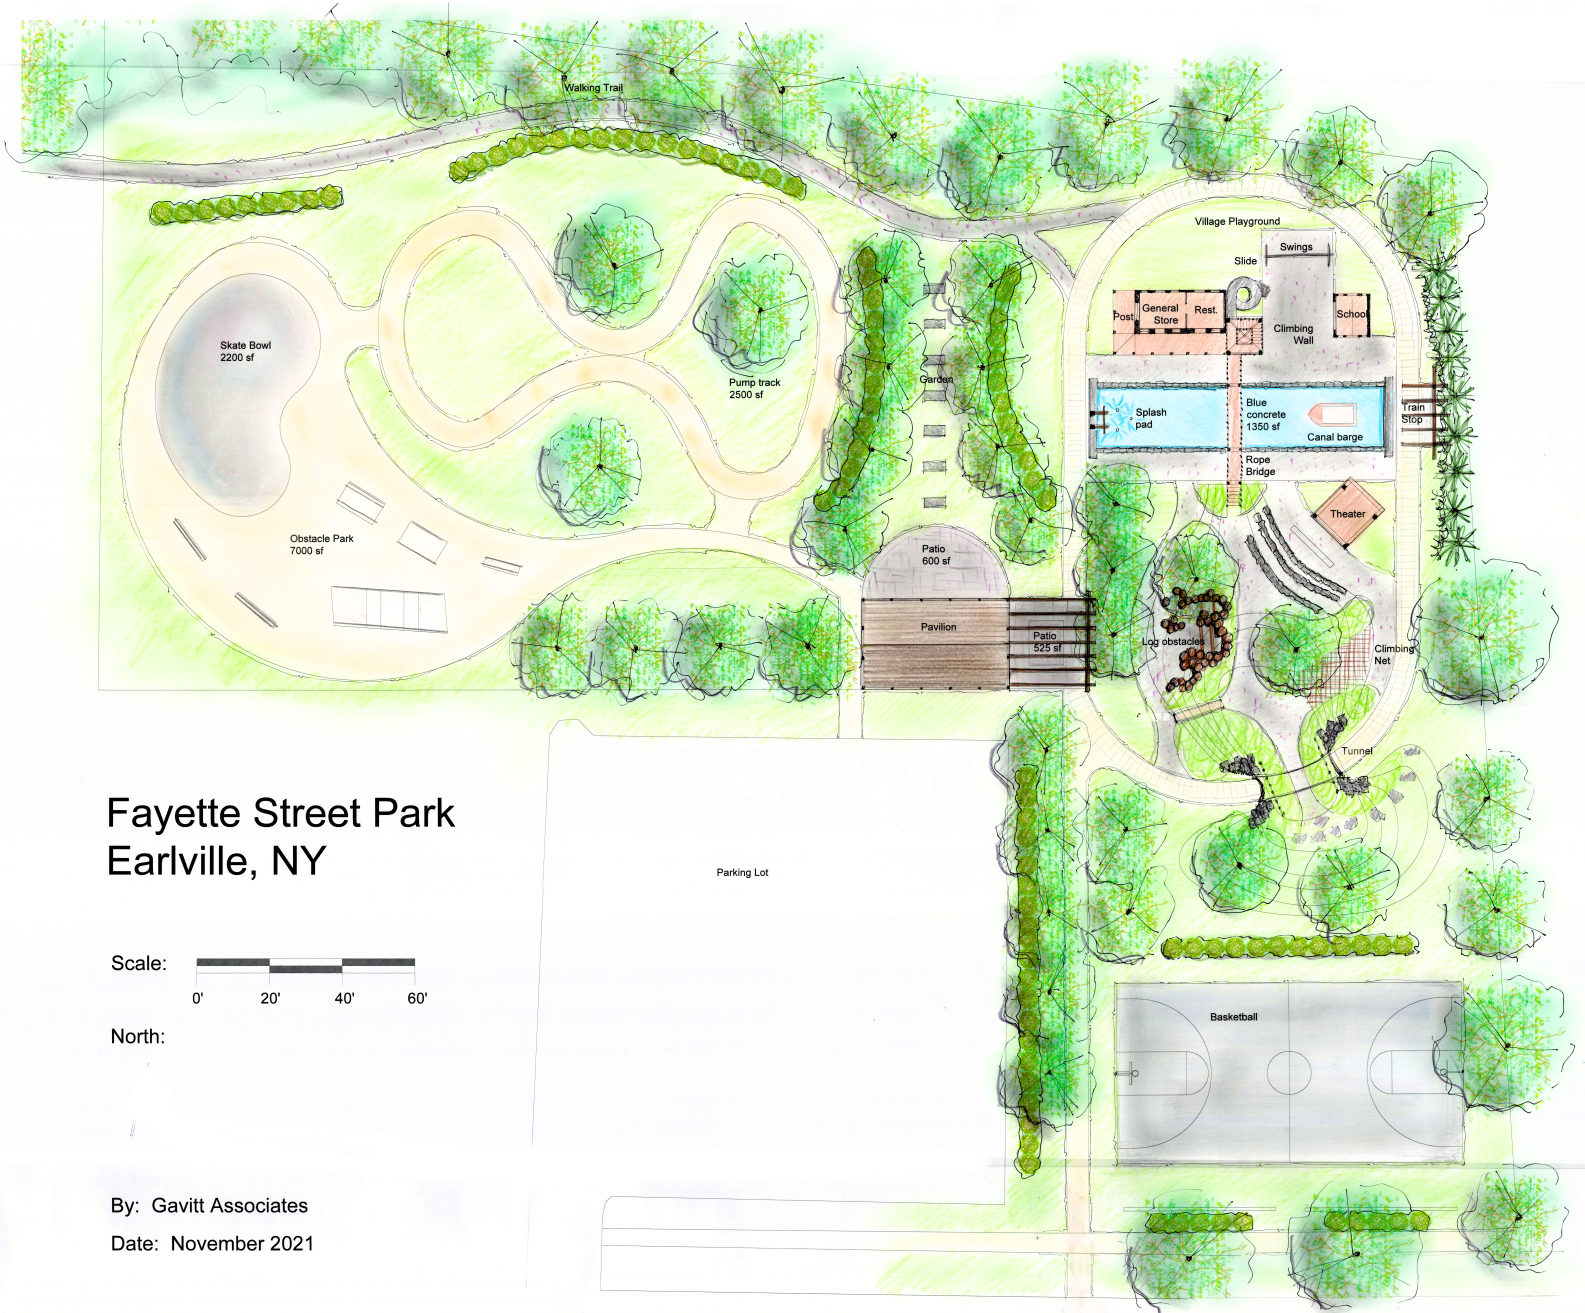 Walking Trail
Village Playground
Swings
Slide
General
Store
Rest.
Post
School
Climbing
Wall
Skate Bowl
2200 sf
Pump track
2500 sf
Garden
Splash
pad
Blue
concrete
1350 sf
Canal barge
Train
Stop
Rope
Bridge
Theater
Obstacle Park
7000 sf
Patio
600 sf
Pavilion
Patio
525 sf
Log obstacles
Climbing
Net
Tunnel
Fayette Street Park
Earlville, NY
Parking Lot
Scale:
0' 20' 40' 60'
Basketball
North:
By: Gavitt Associates
Date: November 2021